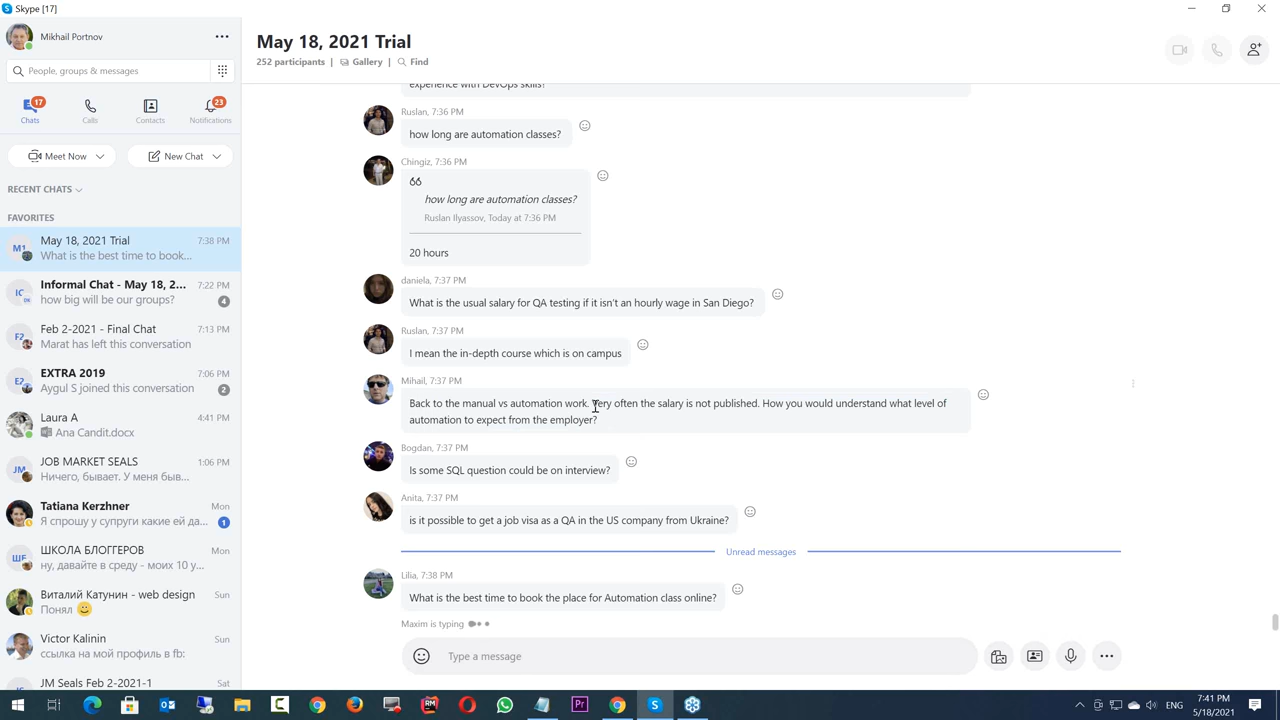 Skype [17]
Mikhail Portnov
People, groups & messages
17
23
Chats
Calls
Contacts
Notifications
Meet Now
New Chat
RECENT CHATS
FAVORITES
M1
May 18, 2021 Trial
7:38 PM
What is the best time to book...
IC
DK
Informal Chat - May 18, 2...
7:22 PM
how big will be our groups?
4
F2
Feb 2-2021 - Final Chat
7:13 PM
Marat has left this conversation
E2
EXTRA 2019
7:06 PM
Aygul S joined this conversation
2
Laura A
4:41 PM
Ana Candit.docx
JM
JOB MARKET SEALS
1:06 PM
Ничего, бывает. У меня быв...
Tatiana Kerzhner
Mon
Я спрошу у супруги какие ей да...
1
ШБ
ШКОЛА БЛОГГЕРОВ
Mon
ну, давайте в среду - моих 10 у...
Виталий Катунин - web design
Sun
Понял
Victor Kalinin
Sun
ссылка на мой профиль в fb:
JM Seals Feb 2-2021-1
Sat
May 18, 2021 Trial
252 participants | Gallery | Find
experience with DevOps skills?
Ruslan, 7:36 PM
how long are automation classes?
Chingiz, 7:36 PM
how long are automation classes?
Ruslan Ilyassov, Today at 7:36 PM
20 hours
daniela, 7:37 PM
What is the usual salary for QA testing if it isn't an hourly wage in San Diego?
Ruslan, 7:37 PM
I mean the in-depth course which is on campus
Mihail, 7:37 PM
Back to the manual vs automation work. Very often the salary is not published. How you would understand what level of
automation to expect from the employer?
Bogdan, 7:37 PM
Is some SQL question could be on interview?
Anita, 7:37 PM
is it possible to get a job visa as a QA in the US company from Ukraine?
Unread messages
Lilia, 7:38 PM
What is the best time to book the place for Automation class online?
Maxim is typing
Type a message
RM
Pr
7:41 PM
5/18/2021